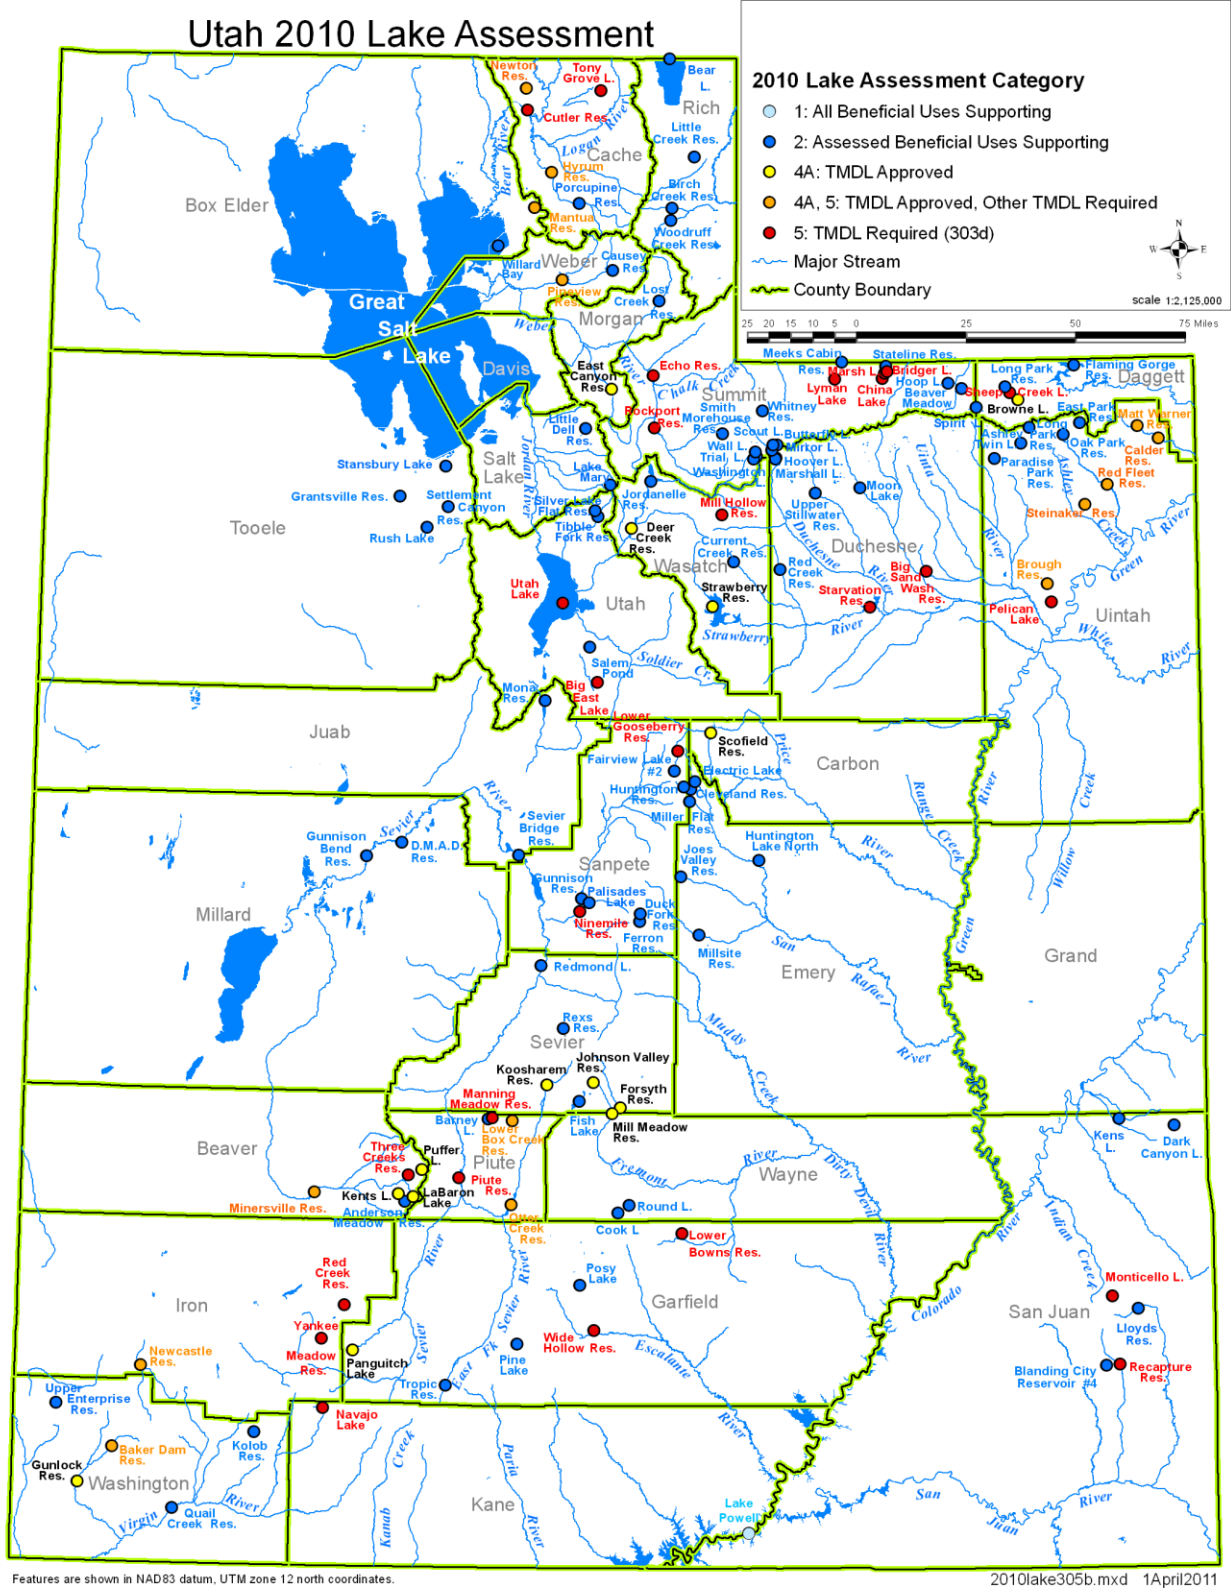 Utah 2010 Lake Assessment
2010 Lake Assessment Category
1: All Beneficial Uses Supporting
2: Assessed Beneficial Uses Supporting
4A: TMDL Approved
4A, 5: TMDL Approved, Other TMDL Required
5: TMDL Required (303d)
Major Stream
County Boundary
N
W E
S
scale 1:2,125,000
25 20 15 10 5 0 25 50 75 Miles
Newton
Res.
Tony
Grove L.
Bear
L.
Rich
Cutler Res.
Little
Creek Res.
Logan River
Cache
Bear River
Hyrum
Res.
Porcupine
Res.
Birch
Creek Res.
Box Elder
Mantua
Res.
Woodruff
Creek Res.
Willard
Bay
Weber
Causey
Res.
Pineview
Res.
Lost
Creek
Res.
Great
Salt
Lake
Weber
River
Morgan
Davis
East
Canyon
Res.
Echo Res.
Chalk Creek
Summit
Rockport
Res.
Meeks Cabin
Res.
Stateline Res.
Marsh L.
Bridger L.
Lyman
Lake
China
Lake
Hoop L.
Beaver
Meadow
Long Park
Res.
Flaming Gorge
Res.
Daggett
Sheep Creek L.
Browne L.
Spirit
East Park
Res.
Matt Warner
Res.
Calder
Res.
Ashley
Twin L.
Long
Park
Res.
Oak Park
Res.
Paradise
Park
Res.
Red Fleet
Res.
Steinaker Res.
Ashley
Creek
Green River
Smith
Morehouse
Res.
Whitney
Res.
Scout L.
Butterfly L.
Wall L.
Mirror L.
Trial L.
Hoover L.
Washington
L.
Marshall L.
Little
Dell
Res.
Salt
Lake
Jordan River
Stansbury Lake
Grantsville Res.
Settlement
Canyon
Res.
Rush Lake
Tooele
Lake
Mary
Silver Lake
Flat Res.
Tibble
Fork Res.
Jordanelle
Res.
Deer
Creek
Res.
Mill Hollow
Res.
Upper
Stillwater
Res.
Moon
Lake
Uinta
River
Duchesne
River
Duchesne
Current
Creek Res.
Wasatch
Red
Creek
Res.
Big
Sand
Wash
Res.
Starvation
Res.
Brough
Res.
Pelican
Lake
Uintah
White
River
Utah
Lake
Utah
Strawberry
Res.
Strawberry
River
Salem
Pond
Soldier Cr.
Mona
Res.
Big
East
Lake
Juab
Lower
Gooseberry
Res.
Scofield
Res.
Price
River
Carbon
Fairview Lake
#2
Electric Lake
Huntington
Res.
Cleveland Res.
Miller Flat
Res.
Range Creek
River
Willow
Creek
Green
Sevier
River
Gunnison
Bend
Res.
D.M.A.D.
Res.
Sevier
Bridge
Res.
Sanpete
Joes
Valley
Res.
Huntington
Lake North
Millard
Gunnison
Res.
Palisades
Lake
Ninemile
Res.
Duck
Fork
Res.
Ferron
Res.
Millsite
Res.
San
Rafael
River
Emery
Grand
Redmond L.
Rexs
Res.
Sevier
Muddy
Creek
Koosharem
Res.
Johnson Valley
Res.
Forsyth
Res.
Manning
Meadow Res.
Barney
L.
Lower
Box Creek
Res.
Fish
Lake
Mill Meadow
Res.
Kens
L.
Dark
Canyon L.
Beaver
Three
Creeks
Res.
Puffer
L.
Piute
Piute
Res.
Fremont
River
Wayne
Dirty
Devil
River
Minersville Res.
Kents L.
LaBaron
Lake
Anderson
Meadow Res.
Otter
Creek
Res.
Round L.
Cook L
Lower
Bowns Res.
Indian
Creek
River
Colorado
Red
Creek
Res.
Iron
Yankee
Meadow
Res.
Posy
Lake
Garfield
Monticello L.
San Juan
Lloyds
Res.
Blanding City
Reservoir #4
Recapture
Res.
River
Sevier
East Fk Sevier River
Wide
Hollow Res.
Escalante
River
Pine
Lake
Panguitch
Lake
Tropic
Res.
Newcastle
Res.
Upper
Enterprise
Res.
Navajo
Lake
Kolob
Res.
Baker Dam
Res.
Gunlock
Res.
Washington
Quail
Creek Res.
Virgin
River
Kanab
Creek
Paria
River
Kane
Lake
Powell
San
Juan
River
Features are shown in NAD83 datum, UTM zone 12 north coordinates.
2010lake305b.mxd 1April2011